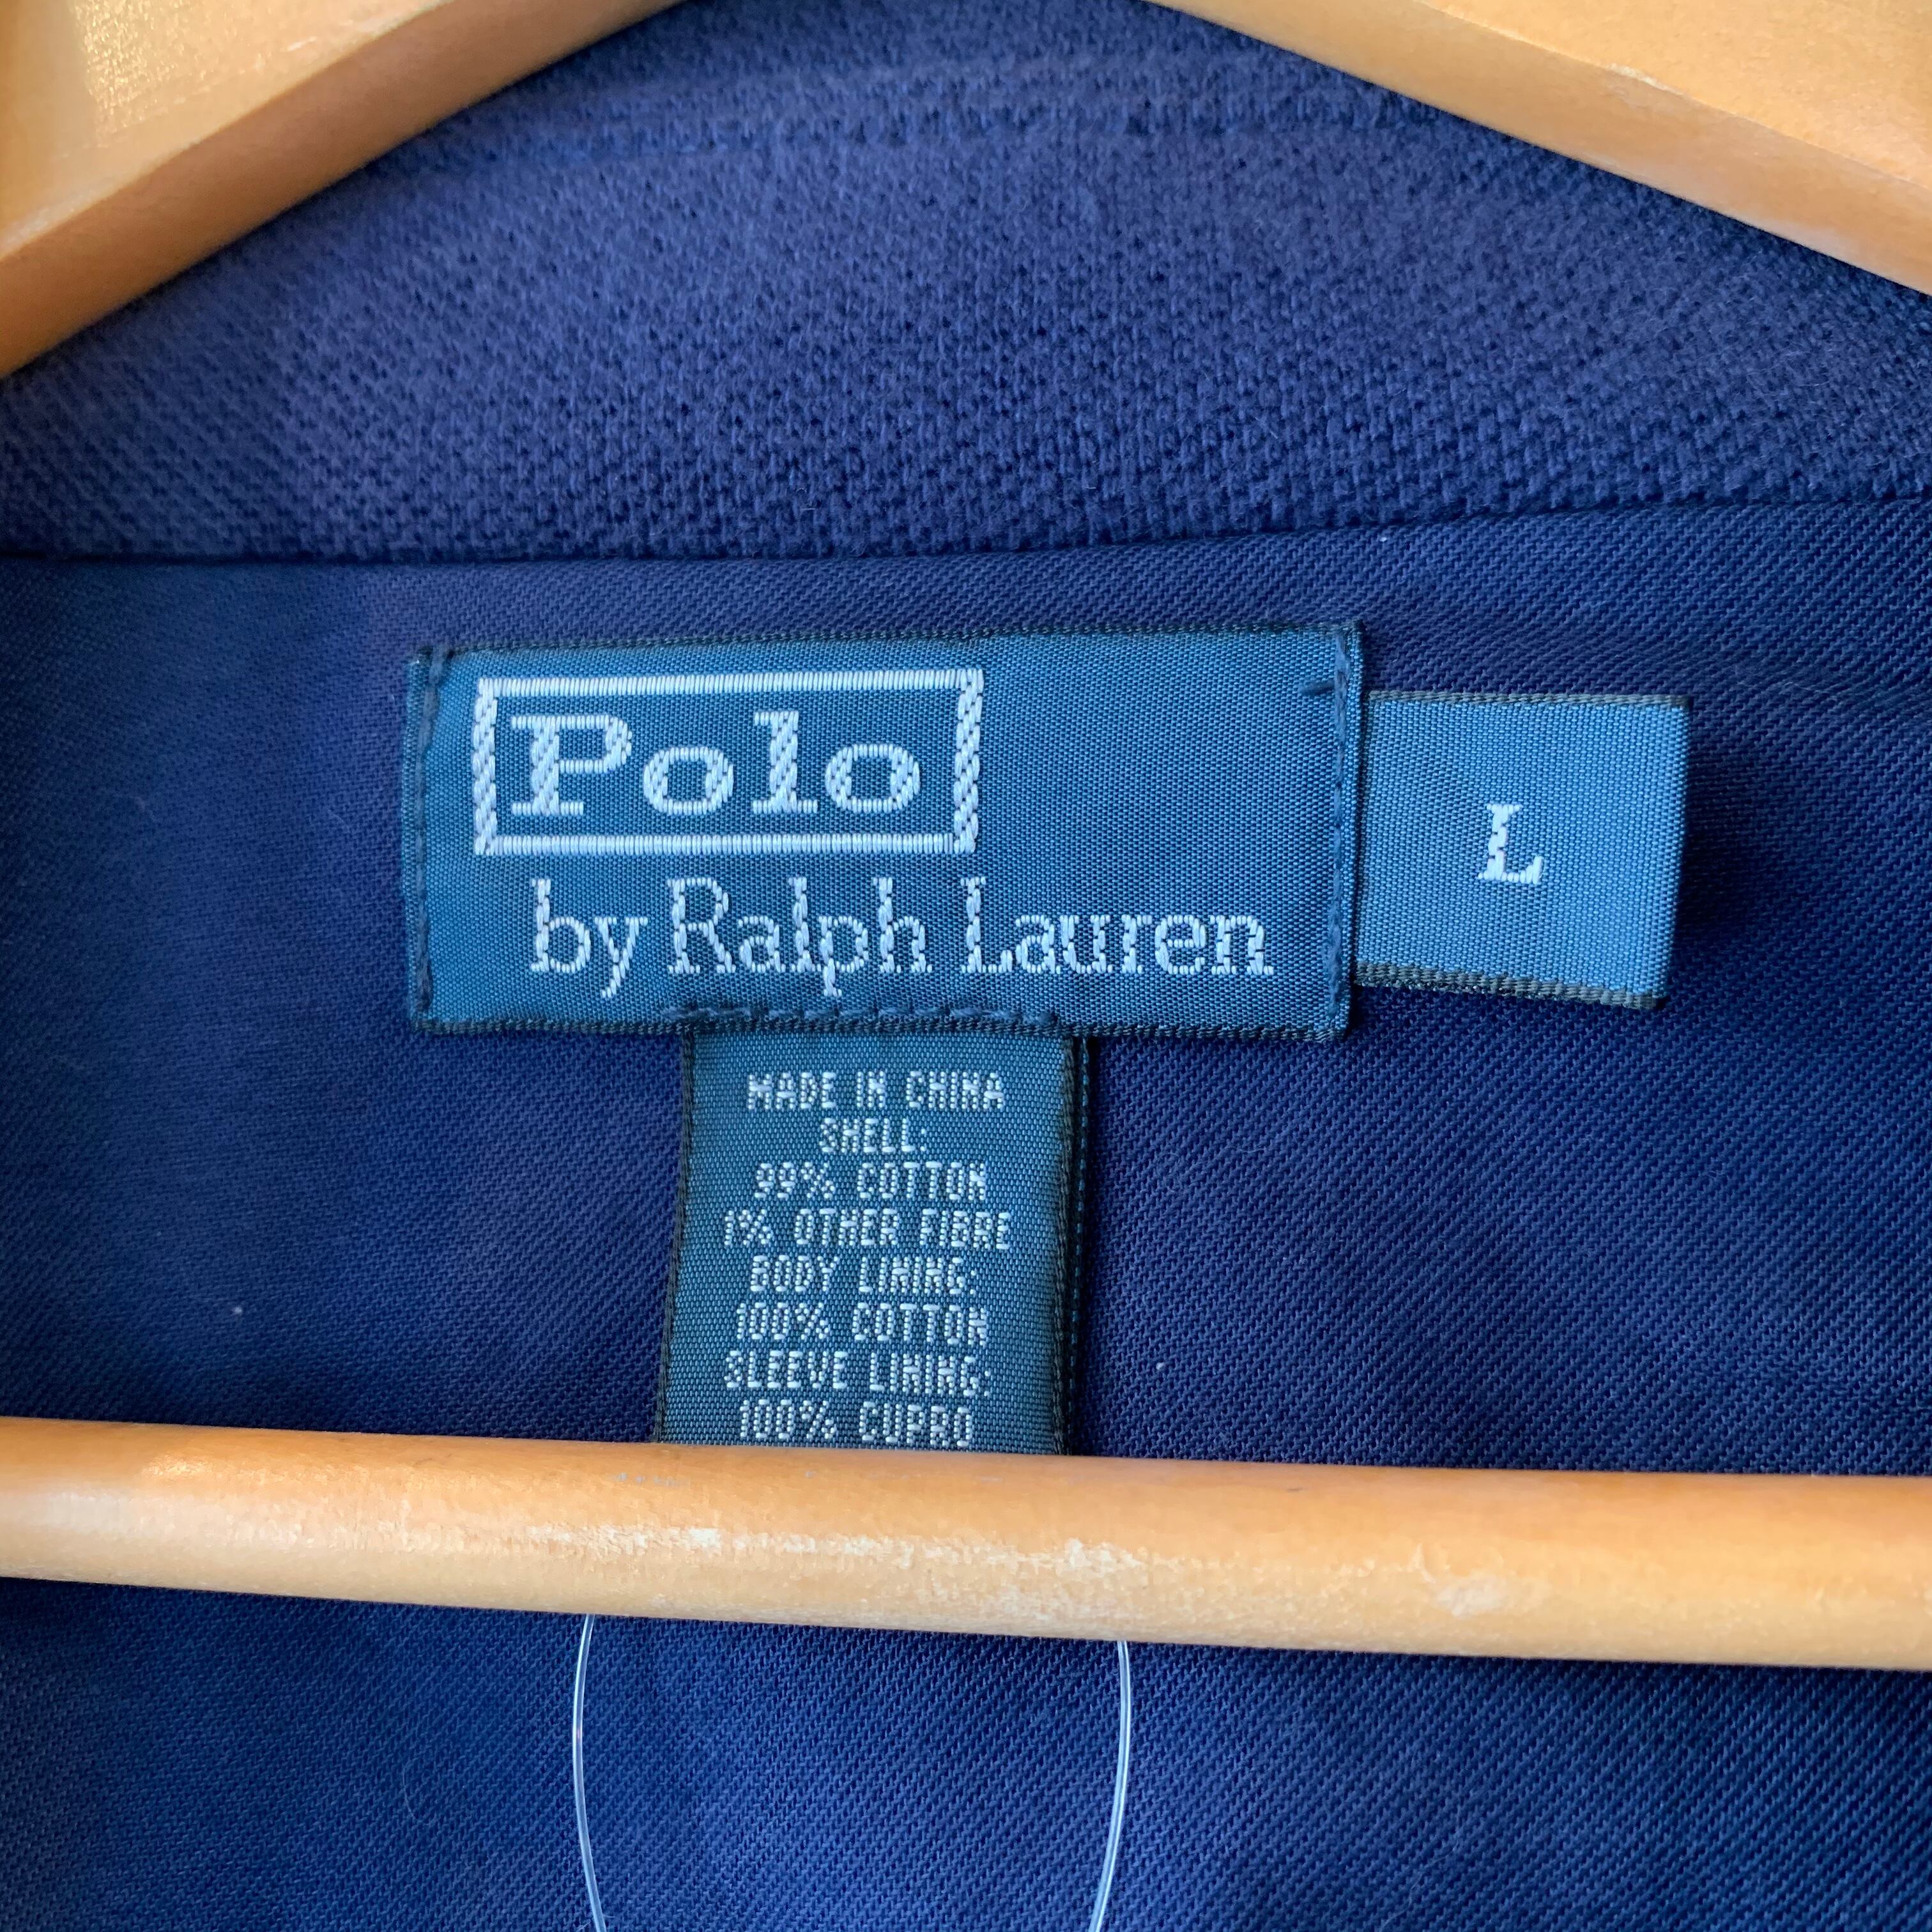 Polo
by Ralph Lauren
L
MADE IN CHINA
SHELL:
99% COTTON
1% OTHER FIBRE
BODY LINING:
100% COTTON
SLEEVE LINING:
100% CUPRO